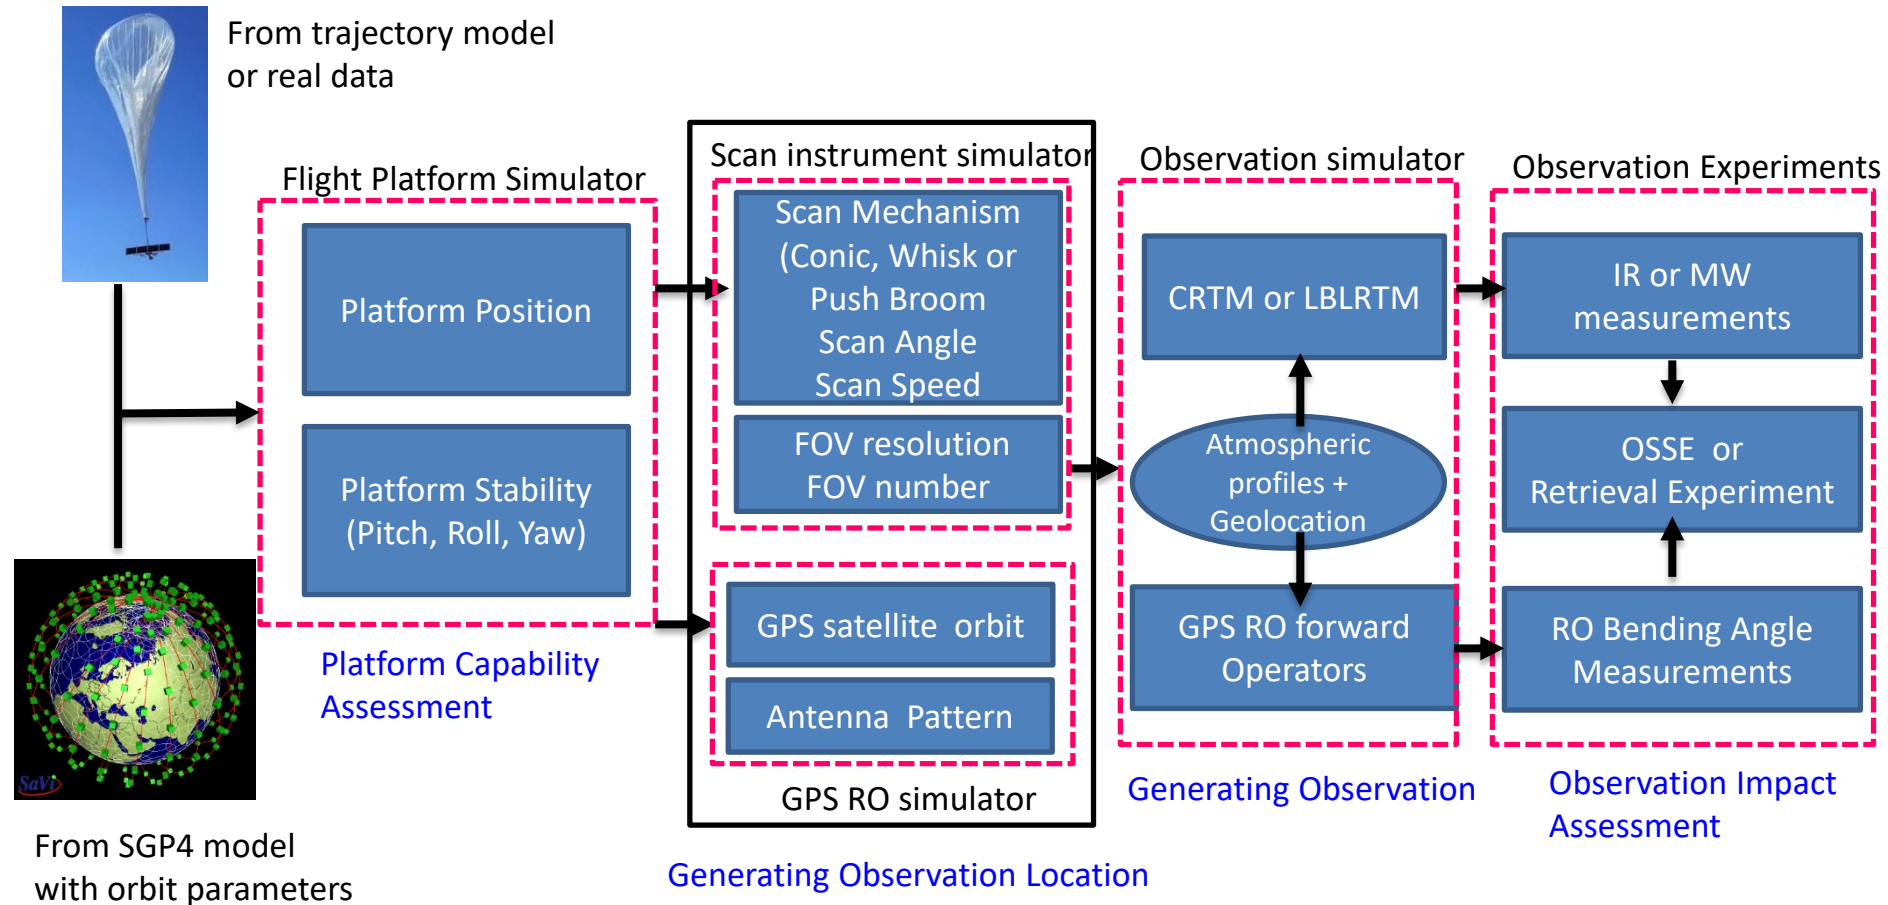 From trajectory model
or real data
Flight Platform Simulator
Platform Position
Platform Stability
(Pitch, Roll, Yaw)
Platform Capability
Assessment
SaVi
From SGP4 model
with orbit parameters
Scan instrument simulator
Scan Mechanism
(Conic, Whisk or
Push Broom
Scan Angle
Scan Speed
FOV resolution
FOV number
GPS satellite orbit
Antenna Pattern
GPS RO simulator
Generating Observation Location
Observation simulator
CRTM or LBLRTM
Atmospheric
profiles +
Geolocation
GPS RO forward
Operators
Generating Observation
Observation Experiments
IR or MW
measurements
OSSE or
Retrieval Experiment
RO Bending Angle
Measurements
Observation Impact
Assessment